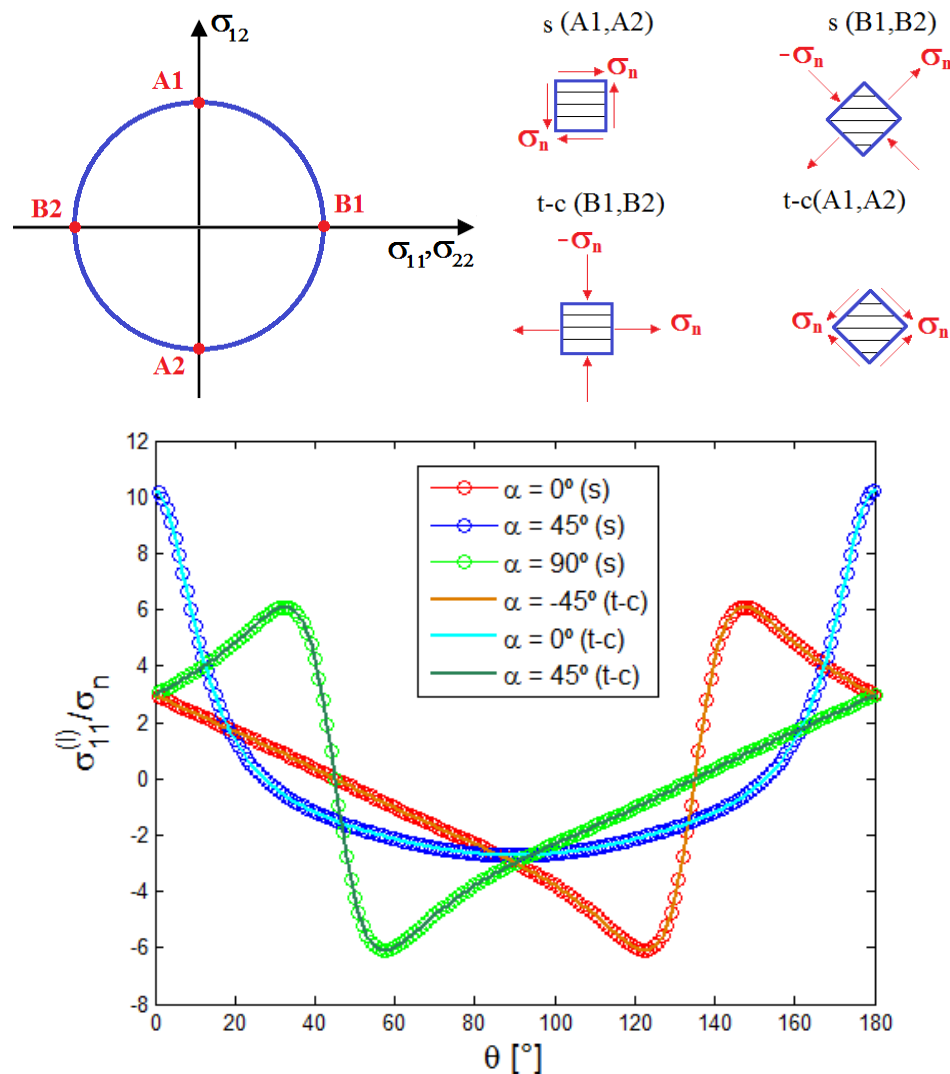 σ12
A1
B2
B1
σ11,σ22
A2
s (A1,A2)
σn
σn
s (B1,B2)
-σn
σn
t-c (B1,B2)
-σn
σn
t-c(A1,A2)
σn
σn
12
10
8
6
4
2
0
-2
-4
-6
-8
σ11(I)/σn
α = 0º (s)
α = 45º (s)
α = 90º (s)
α = -45º (t-c)
α = 0º (t-c)
α = 45º (t-c)
0 20 40 60 80 100 120 140 160 180
θ [°]